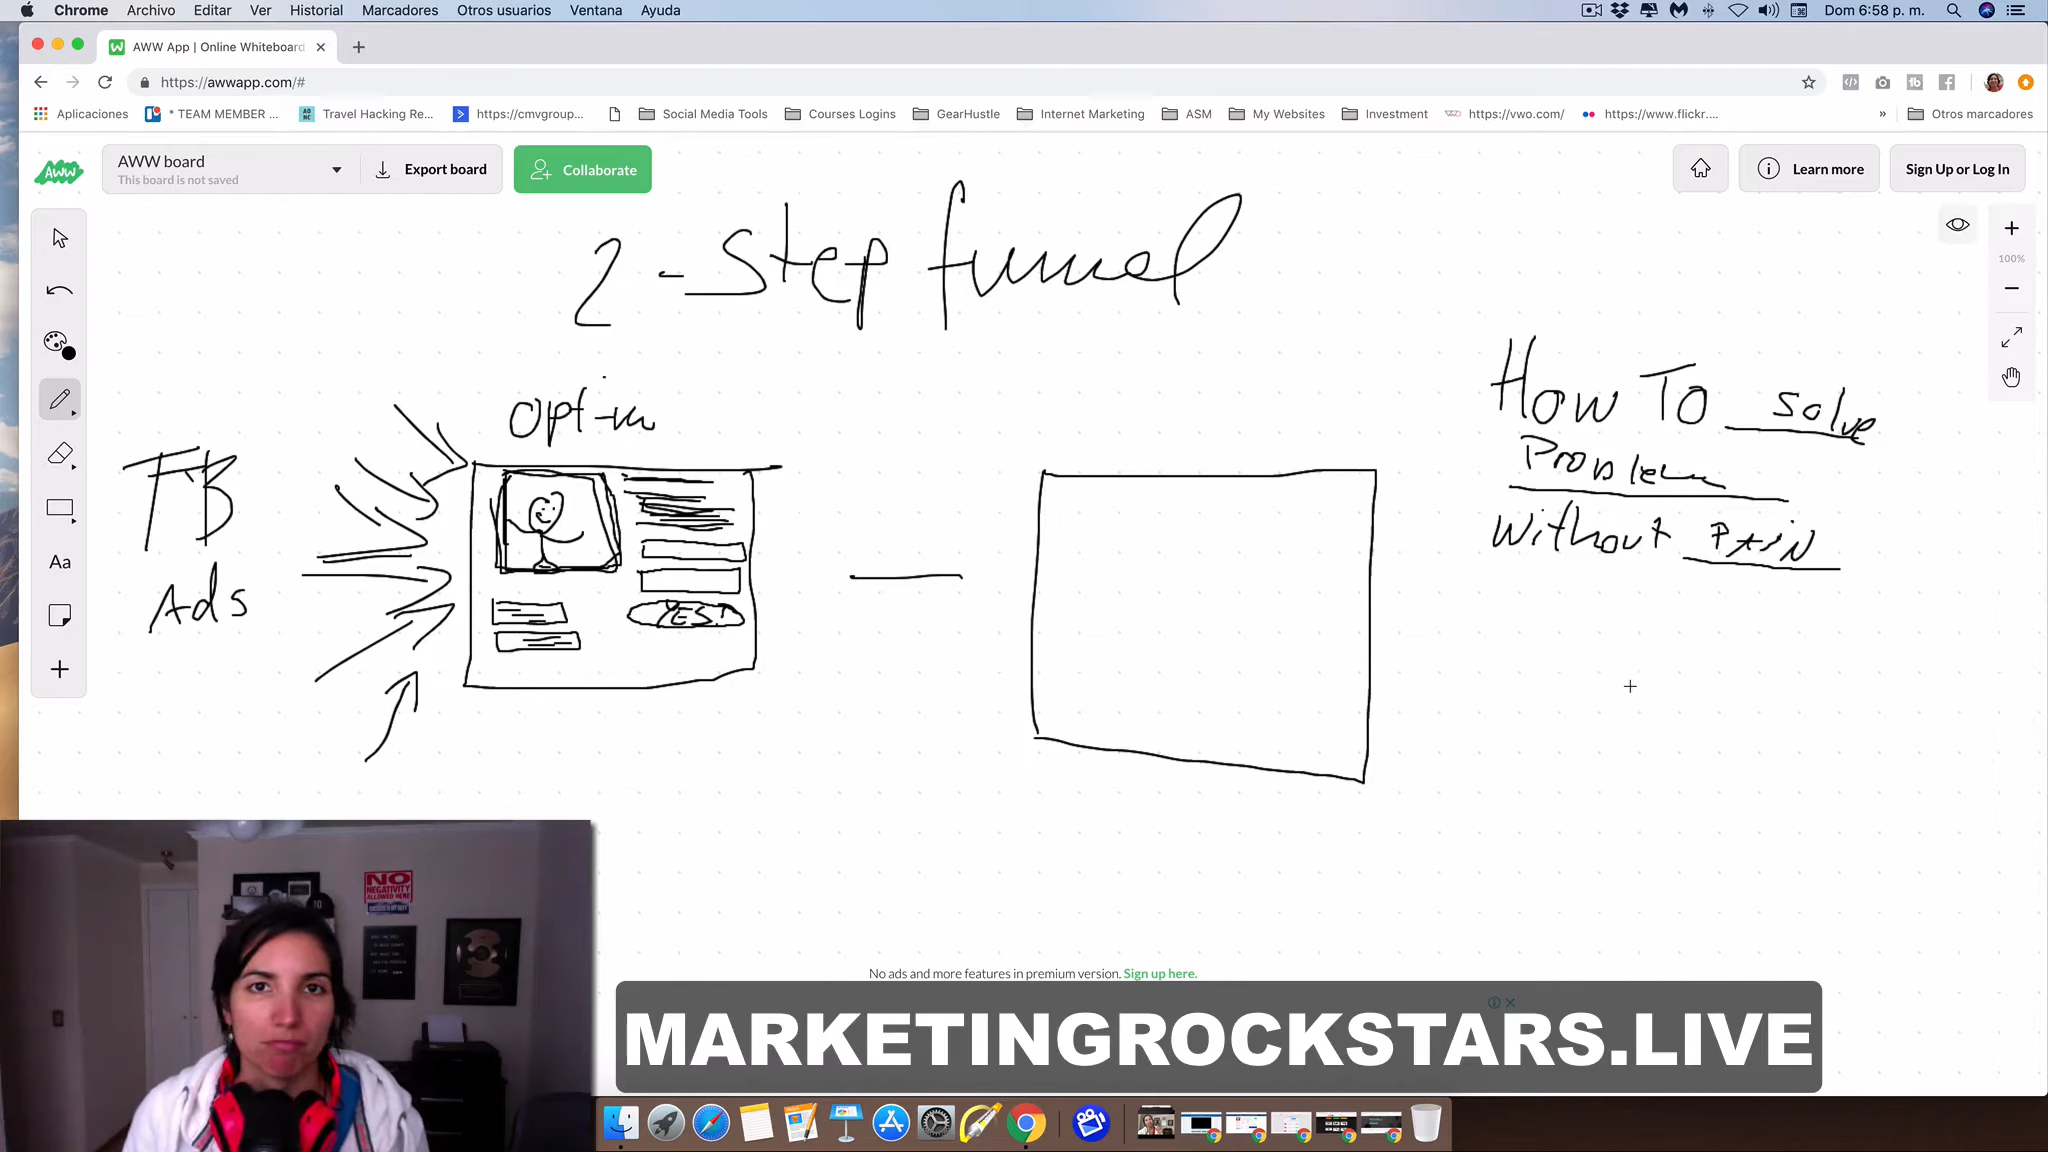 Chrome Archivo Editar Ver Historial Marcadores Otros usuarios Ventana Ayuda
Dom 6:58 p. m.
AWW App | Online Whiteboard
https://awwapp.com/#
Aplicaciones
* TEAM MEMBER ...
Travel Hacking Re...
https://cmvgroup...
Social Media Tools
Courses Logins
GearHustle
Internet Marketing
ASM
My Websites
Investment
https://vwo.com/
https://www.flickr....
»
Otros marcadores
AWW
AWW board
This board is not saved
Export board
Collaborate
Learn more
Sign Up or Log In
100%
Aa
2-Step funnel
Opt-in
FB
Ads
YES!
How To solve
Problem
Without PAIN
NO
NEGATIVITY
ALLOWED HERE
No ads and more features in premium version. Sign up here.
MARKETINGROCKSTARS.LIVE